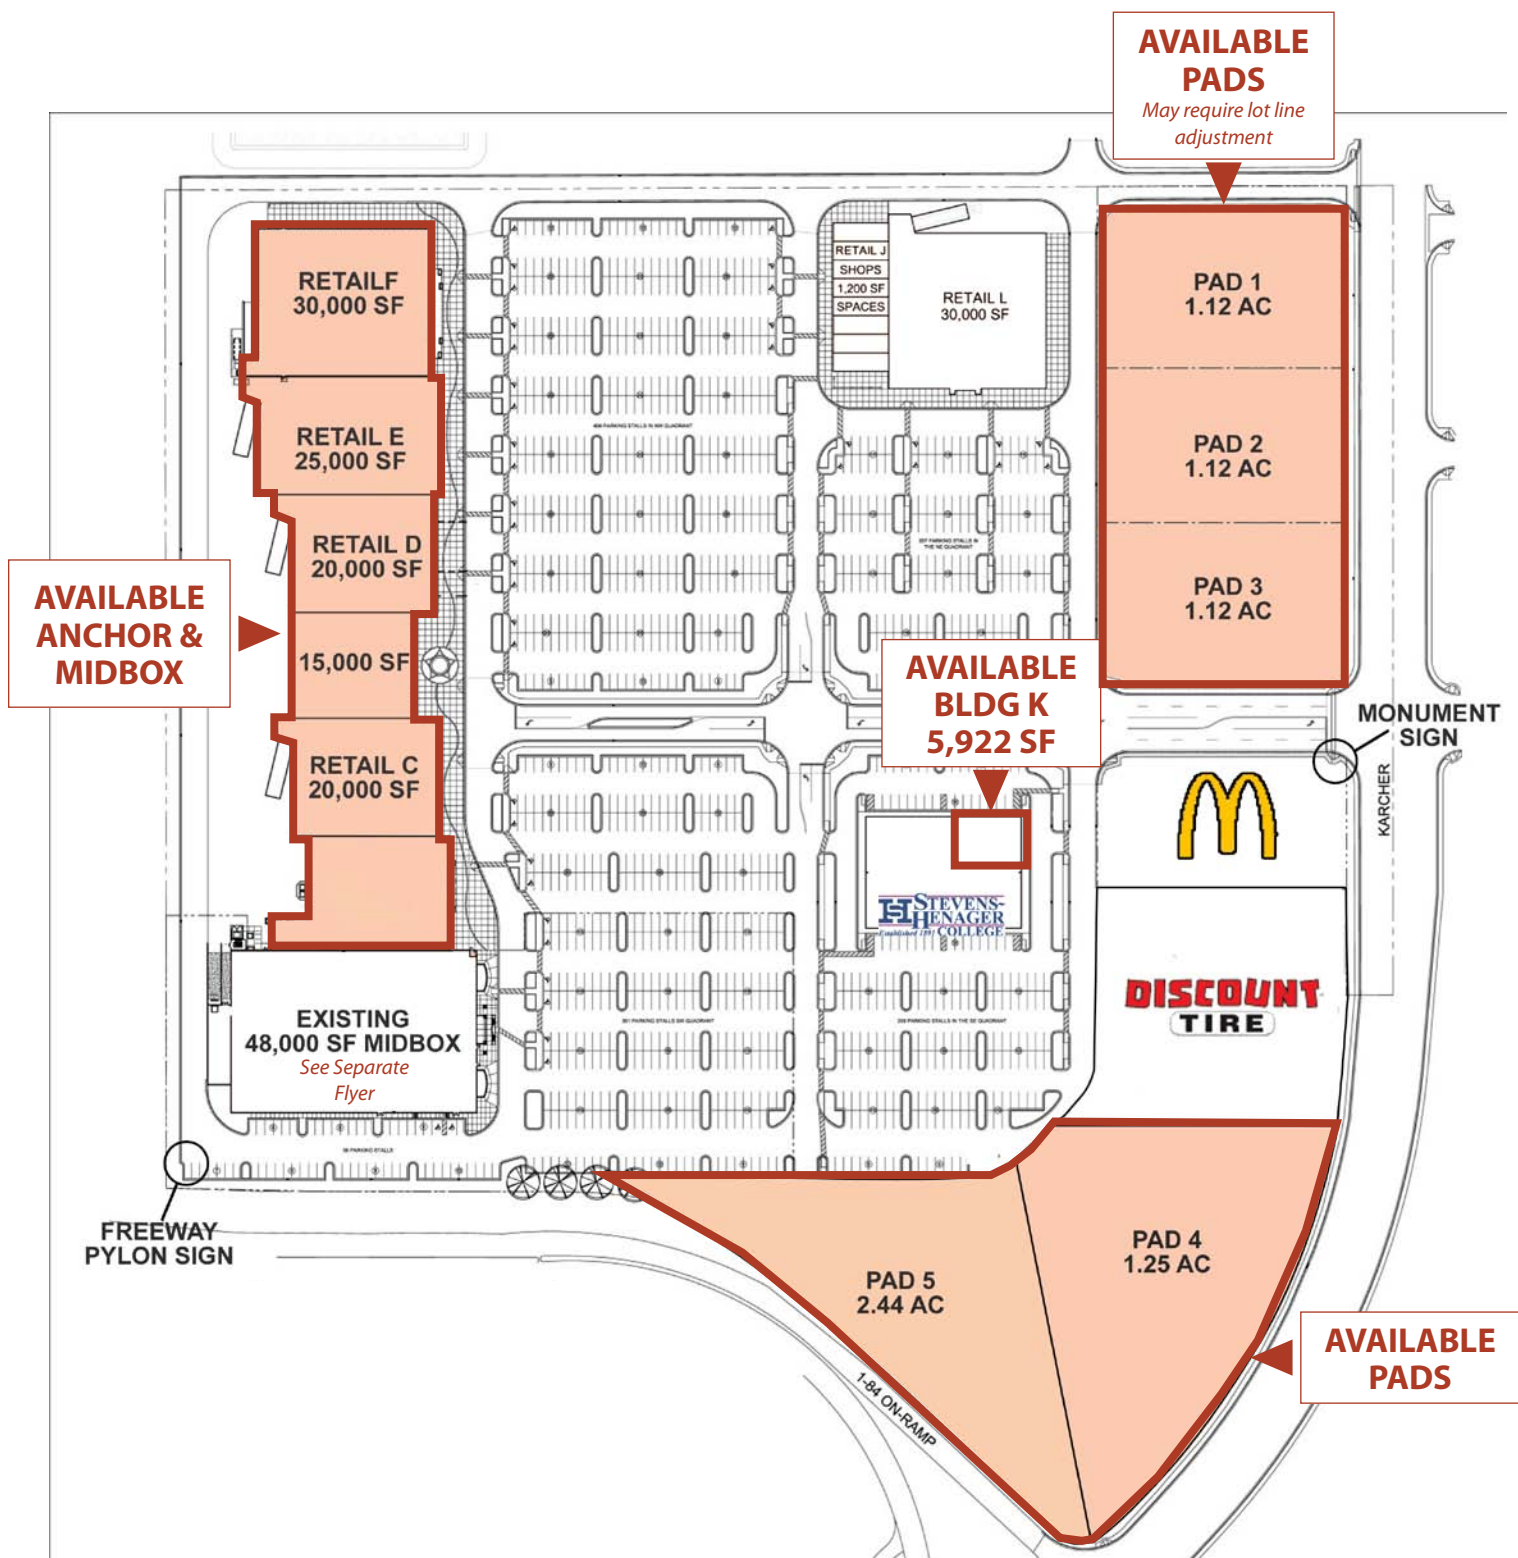 AVAILABLE
PADS
May require lot line
adjustment
RETAILF
30,000 SF
RETAIL J
SHOPS
1,200 SF
SPACES
RETAIL L
30,000 SF
PAD 1
1.12 AC
RETAIL E
25,000 SF
PAD 2
1.12 AC
RETAIL D
20,000 SF
PAD 3
1.12 AC
AVAILABLE
ANCHOR &
MIDBOX
15,000 SF
AVAILABLE
BLDG K
5,922 SF
MONUMENT
SIGN
RETAIL C
20,000 SF
KARCHER
STEVENS-
HENAGER
COLLEGE
DISCOUNT
TIRE
EXISTING
48,000 SF MIDBOX
See Separate
Flyer
FREEWAY
PYLON SIGN
PAD 4
1.25 AC
PAD 5
2.44 AC
AVAILABLE
PADS
1-84 ON-RAMP